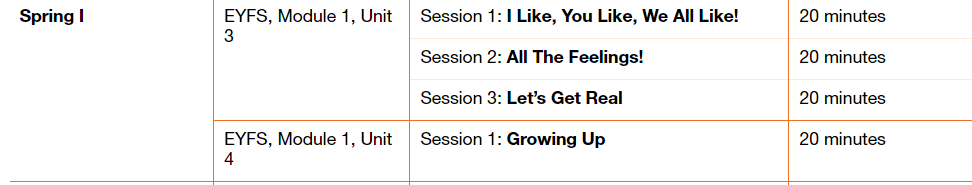 Spring I
EYFS, Module 1, Unit
3
Session 1: I Like, You Like, We All Like!
20 minutes
Session 2: All The Feelings!
20 minutes
Session 3: Let’s Get Real
20 minutes
EYFS, Module 1, Unit
4
Session 1: Growing Up
20 minutes